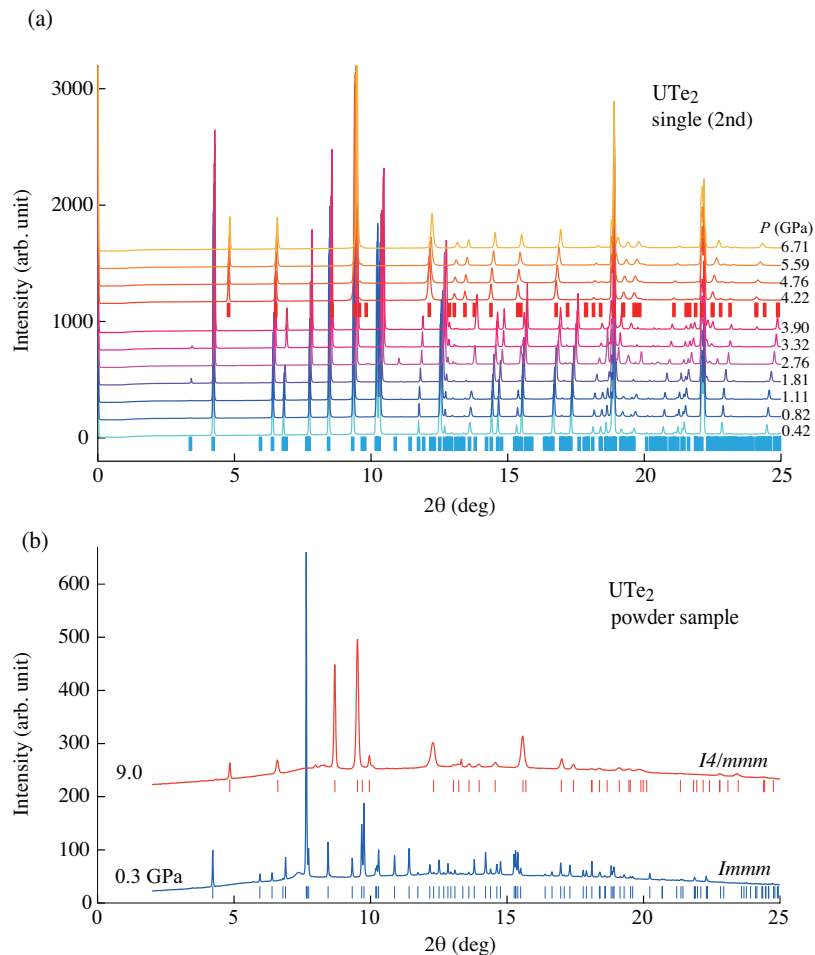 (a)
3000
2000
1000
0
Intensity (arb. unit)
UTe2
single (2nd)
P (GPa)
6.71
5.59
4.76
4.22
3.90
3.32
2.76
1.81
1.11
0.82
0.42
0 5 10 15 20 25
2θ (deg)
(b)
600
500
400
300
200
100
0
Intensity (arb. unit)
UTe2
powder sample
9.0
I4/mmm
0.3 GPa
Immm
0 5 10 15 20 25
2θ (deg)